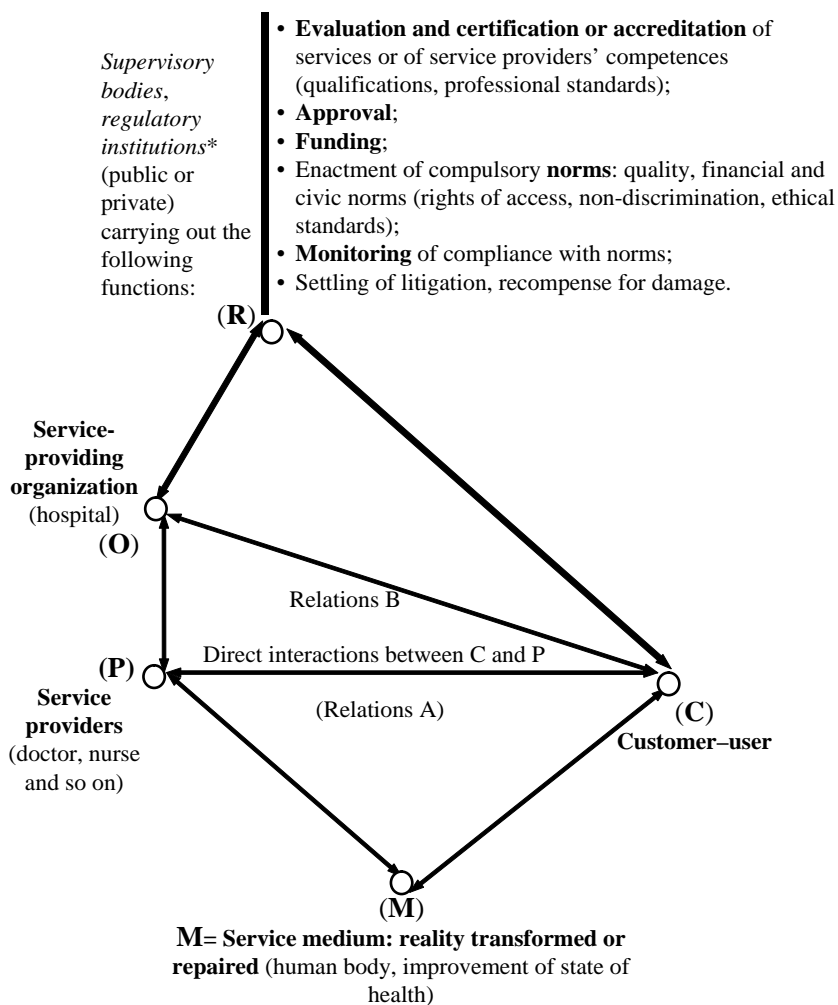 Supervisory
bodies,
regulatory
institutions*
(public or
private)
carrying out the
following
functions:
• Evaluation and certification or accreditation of
services or of service providers’ competences
(qualifications, professional standards);
• Approval;
• Funding;
• Enactment of compulsory norms: quality, financial and
civic norms (rights of access, non-discrimination, ethical
standards);
• Monitoring of compliance with norms;
• Settling of litigation, recompense for damage.
(R)
Service-
providing
organization
(hospital)
(O)
Relations B
(P)
Direct interactions between C and P
Service
providers
(doctor, nurse
and so on)
(Relations A)
(C)
Customer–user
(M)
M= Service medium: reality transformed or
repaired (human body, improvement of state of
health)